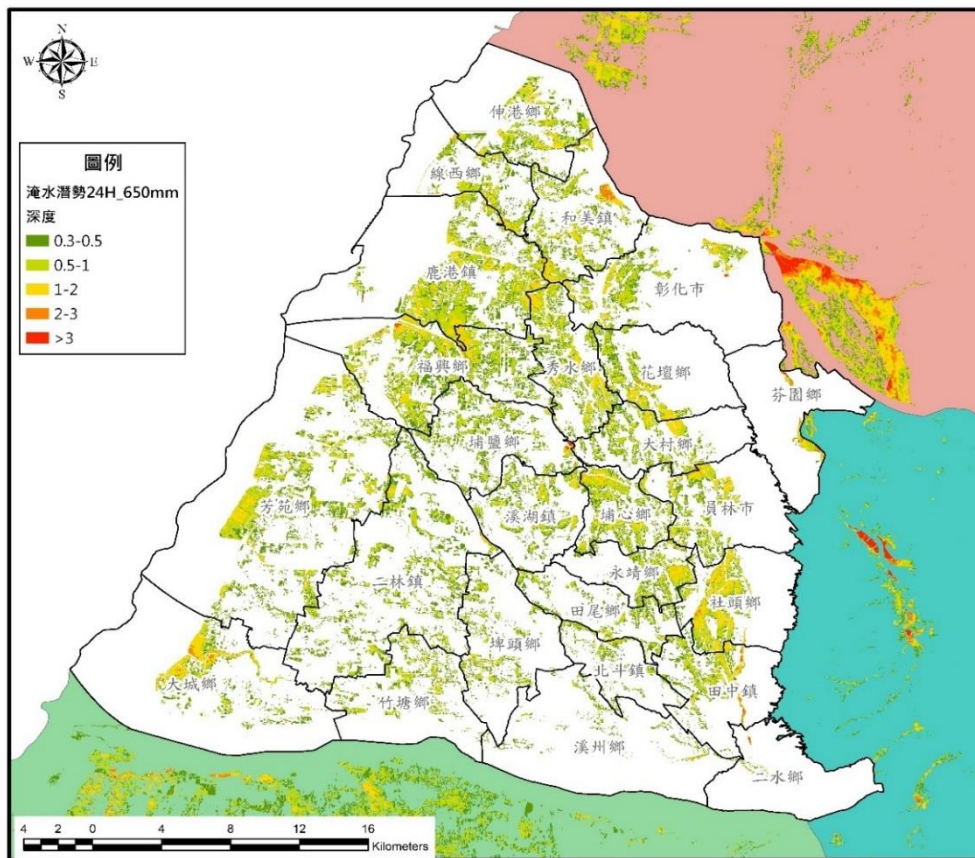 N
W E
S
圖例
淹水潛勢24H_650mm
深度
0.3-0.5
0.5-1
1-2
2-3
>3
伸港鄉
線西鄉
和美鎮
鹿港鎮
彰化市
福興鄉
秀水鄉
花壇鄉
芬園鄉
埔鹽鄉
大村鄉
芳苑鄉
溪湖鎮
埔心鄉
員林市
二林鎮
永靖鄉
社頭鄉
田尾鄉
埤頭鄉
北斗鎮
大城鄉
竹塘鄉
田中鎮
溪州鄉
二水鄉
4 2 0 4 8 12 16
Kilometers